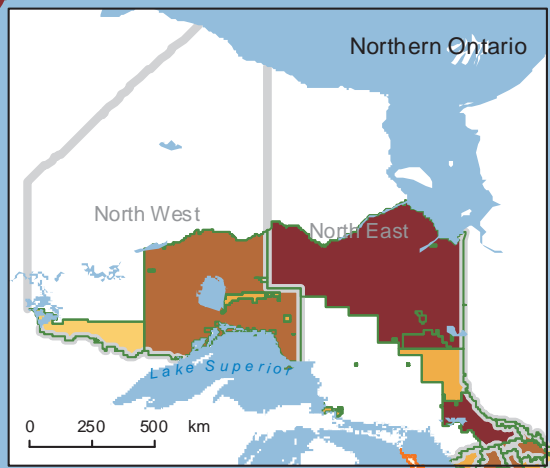 Northern Ontario
North West
North East
Lake Superior
0 250 500 km